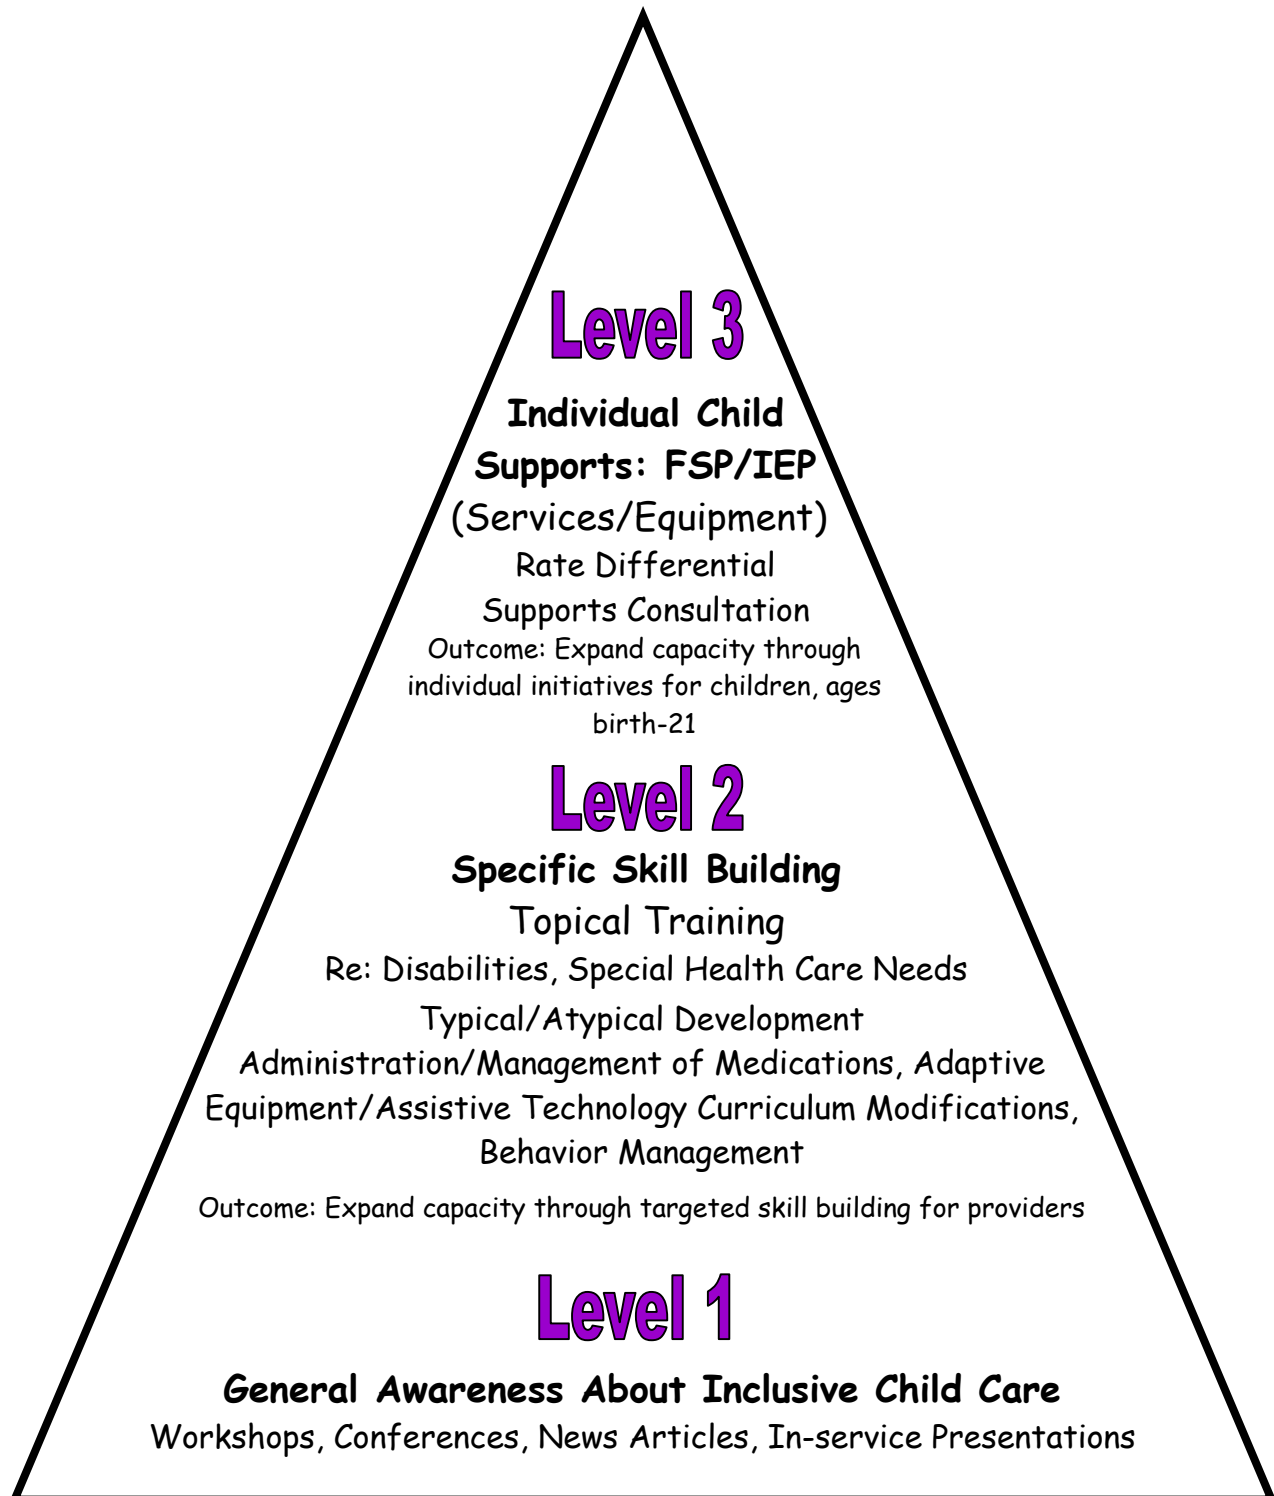 Level 3
Individual Child
Supports: FSP/IEP
(Services/Equipment)
Rate Differential
Supports Consultation
Outcome: Expand capacity through
individual initiatives for children, ages
birth-21
Level 2
Specific Skill Building
Topical Training
Re: Disabilities, Special Health Care Needs
Typical/Atypical Development
Administration/Management of Medications, Adaptive
Equipment/Assistive Technology Curriculum Modifications,
Behavior Management
Outcome: Expand capacity through targeted skill building for providers
Level 1
General Awareness About Inclusive Child Care
Workshops, Conferences, News Articles, In-service Presentations